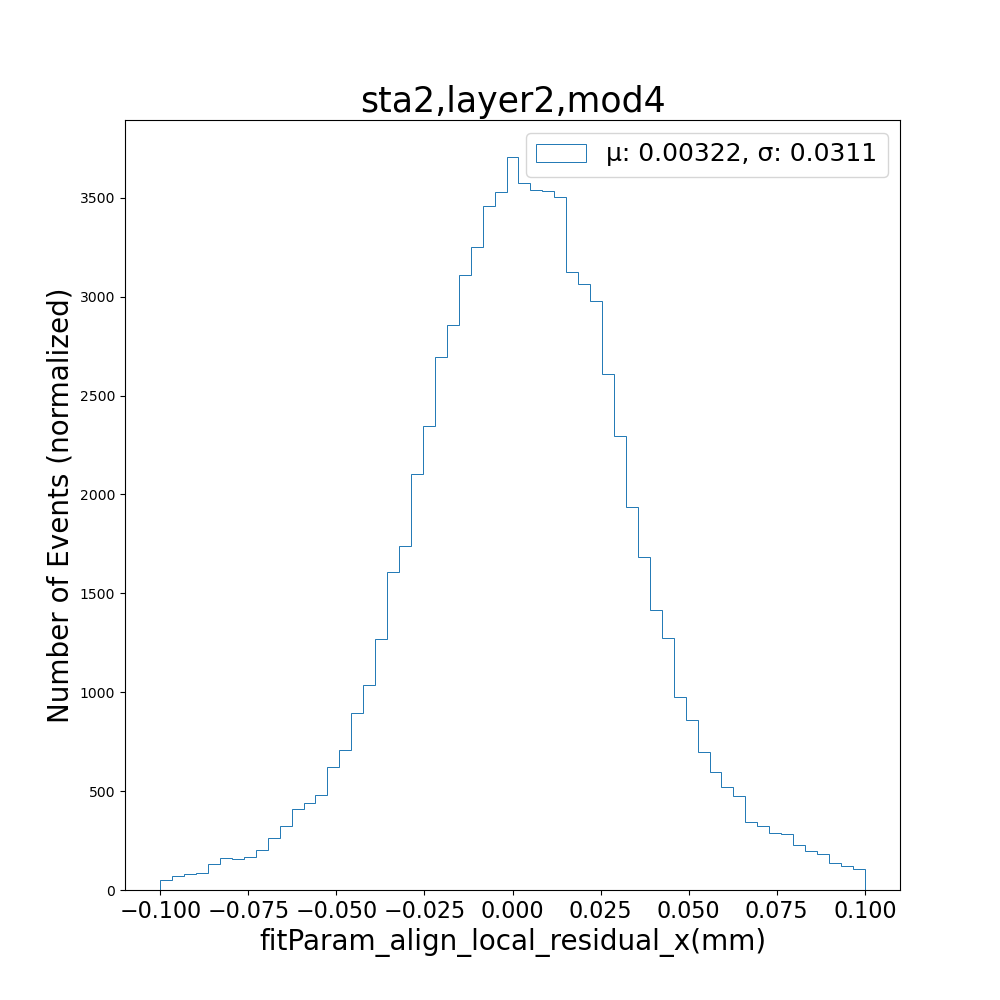 sta2,layer2,mod4
μ: 0.00322, σ: 0.0311
Number of Events (normalized)
3500
3000
2500
2000
1500
1000
500
0
−0.100 −0.075 −0.050 −0.025 0.000 0.025 0.050 0.075 0.100
fitParam_align_local_residual_x(mm)